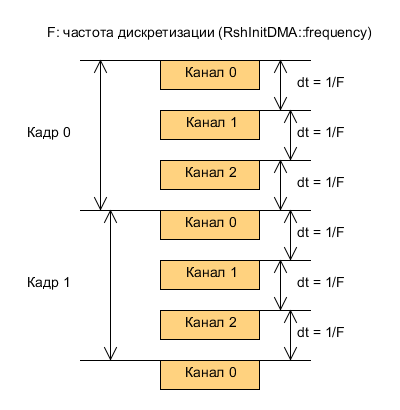 F: частота дискретизации (RshInitDMA::frequency)
Канал 0
dt = 1/F
Канал 1
Кадр 0
dt = 1/F
Канал 2
dt = 1/F
Канал 0
dt = 1/F
Канал 1
Кадр 1
dt = 1/F
Канал 2
dt = 1/F
Канал 0